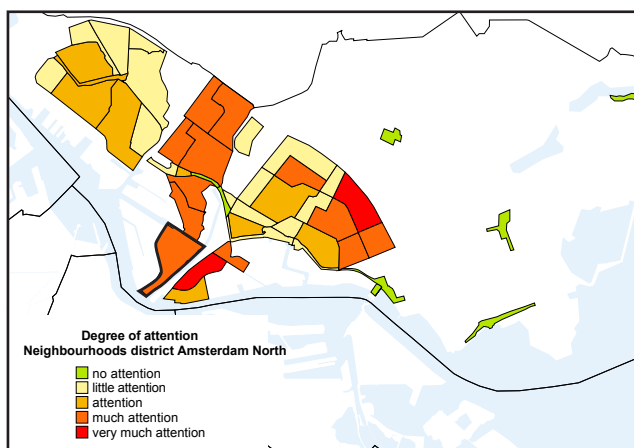 Degree of attention
Neighbourhoods district Amsterdam North
no attention
little attention
attention
much attention
very much attention